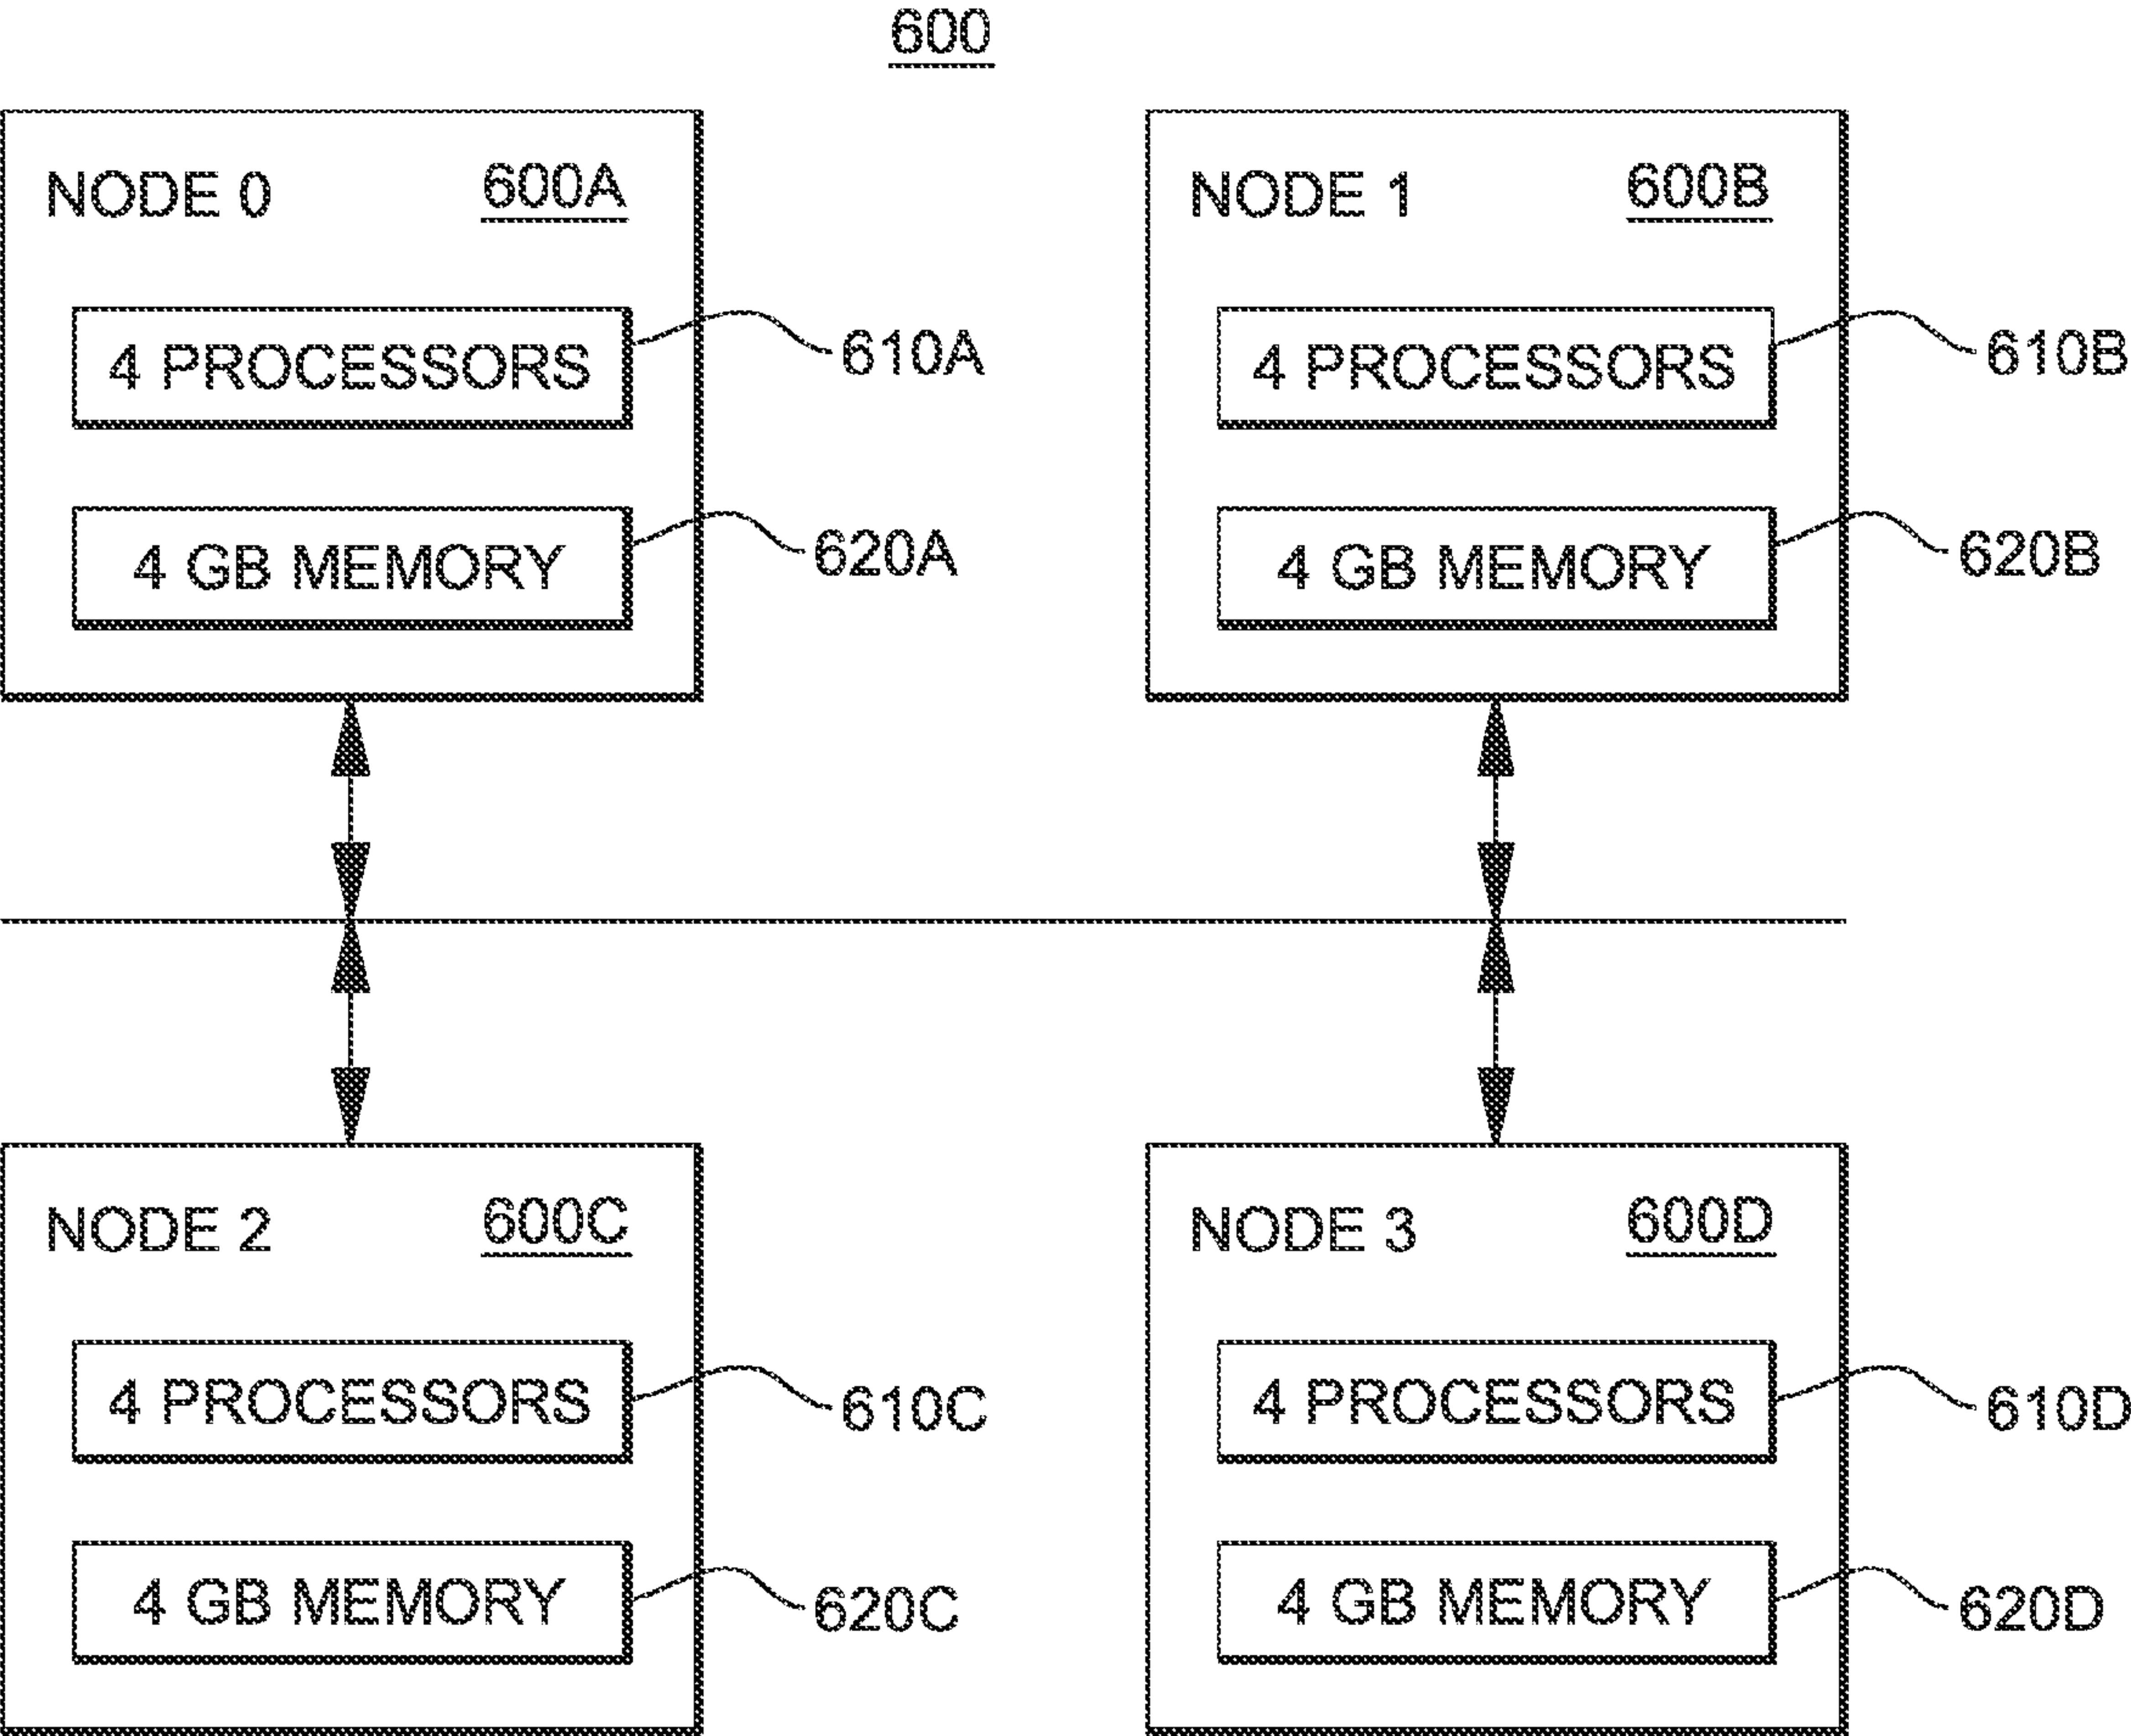 600
NODE 0 600A
4 PROCESSORS 610A
4 GB MEMORY 620A
NODE 1 600B
4 PROCESSORS 610B
4 GB MEMORY 620B
NODE 2 600C
4 PROCESSORS 610C
4 GB MEMORY 620C
NODE 3 600D
4 PROCESSORS 610D
4 GB MEMORY 620D